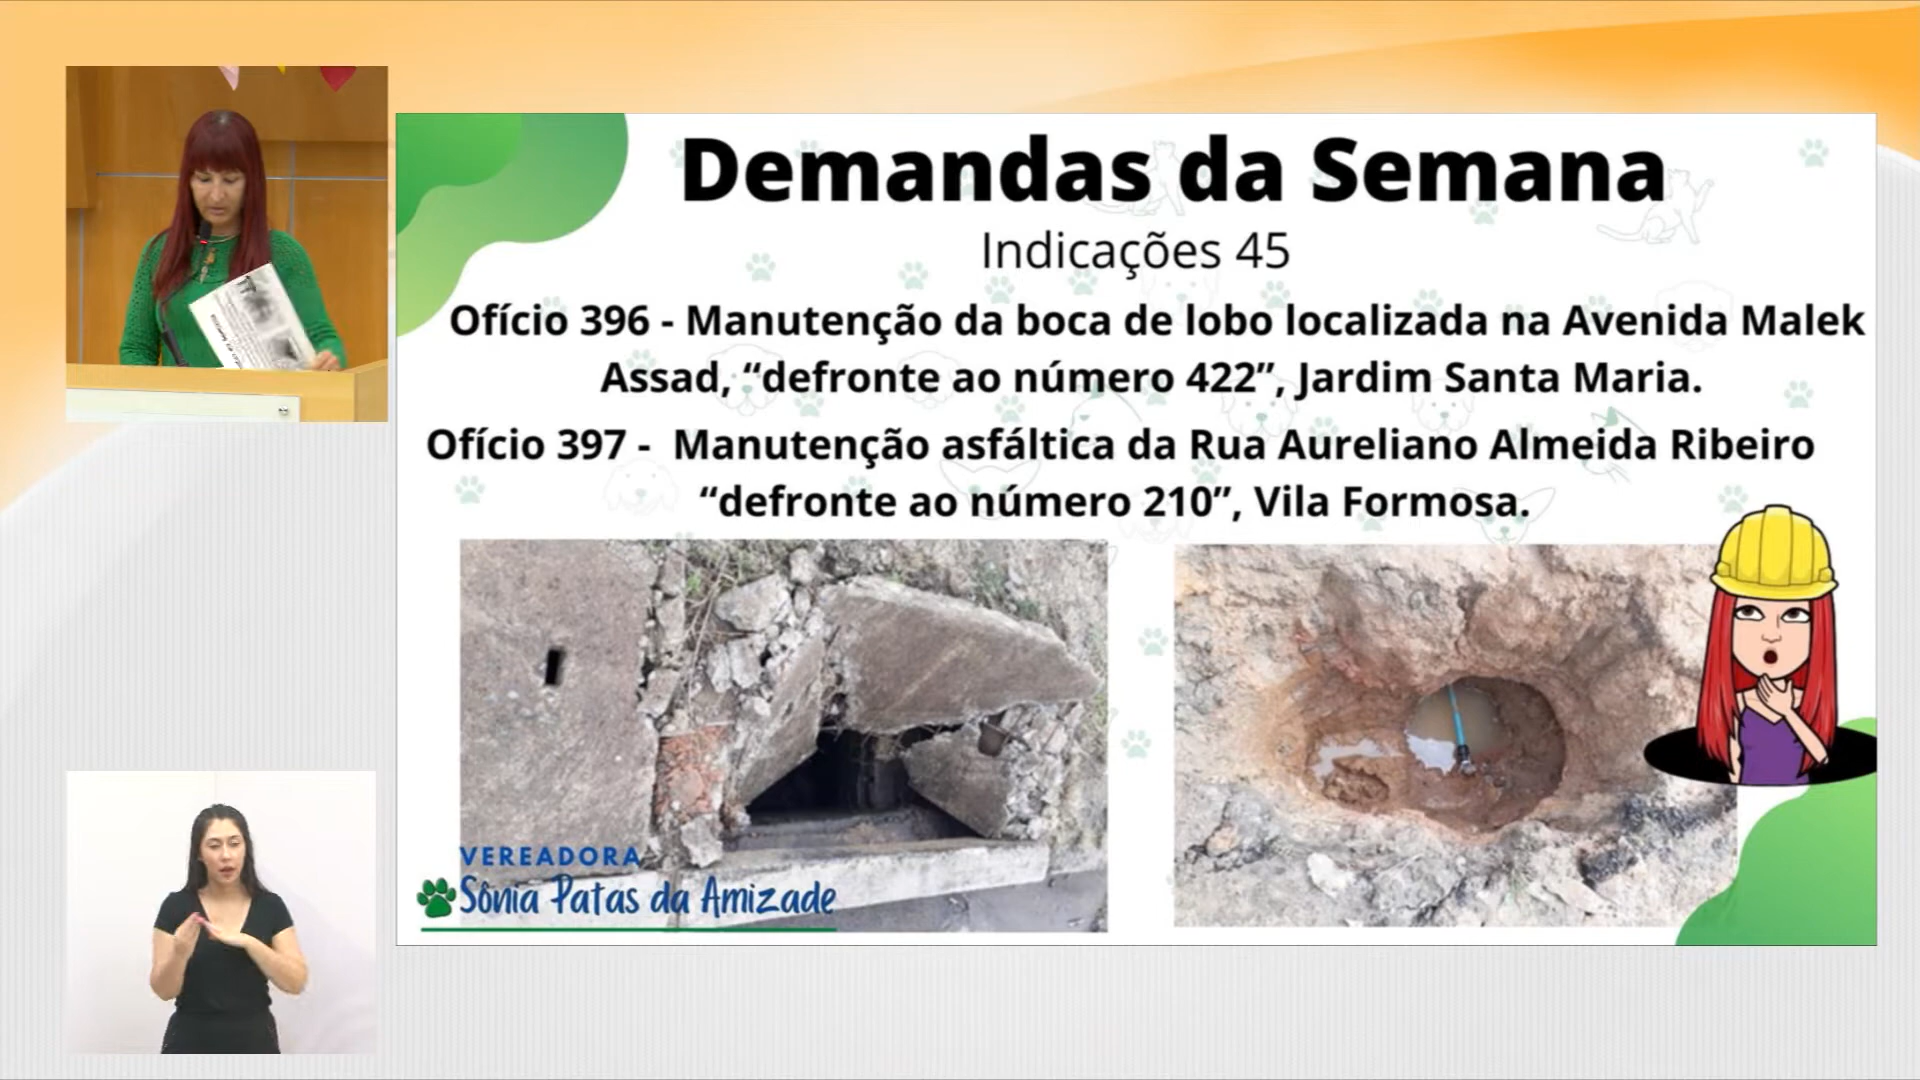 Demandas da Semana
Indicações 45
Ofício 396 - Manutenção da boca de lobo localizada na Avenida Malek
Assad, “defronte ao número 422”, Jardim Santa Maria.
Ofício 397 - Manutenção asfáltica da Rua Aureliano Almeida Ribeiro
“defronte ao número 210”, Vila Formosa.
VEREADORA
Sônia Patas da Amizade